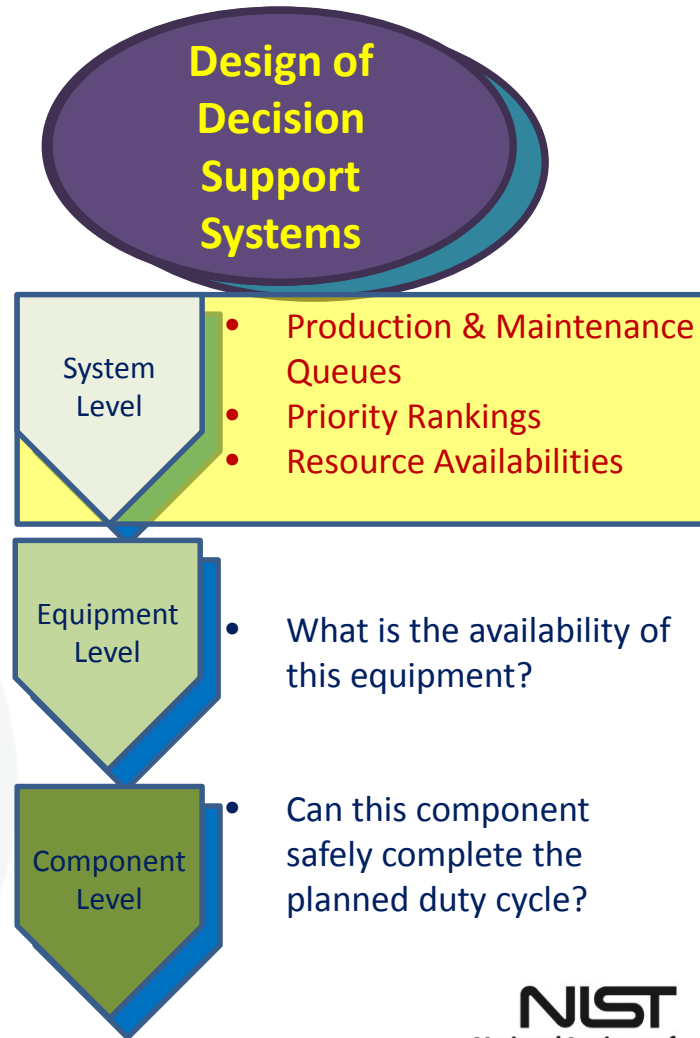 Design of
Decision
Support
Systems
System
Level
• Production & Maintenance
Queues
• Priority Rankings
• Resource Availabilities
Equipment
Level
• What is the availability of
this equipment?
Component
Level
• Can this component
safely complete the
planned duty cycle?
NIST